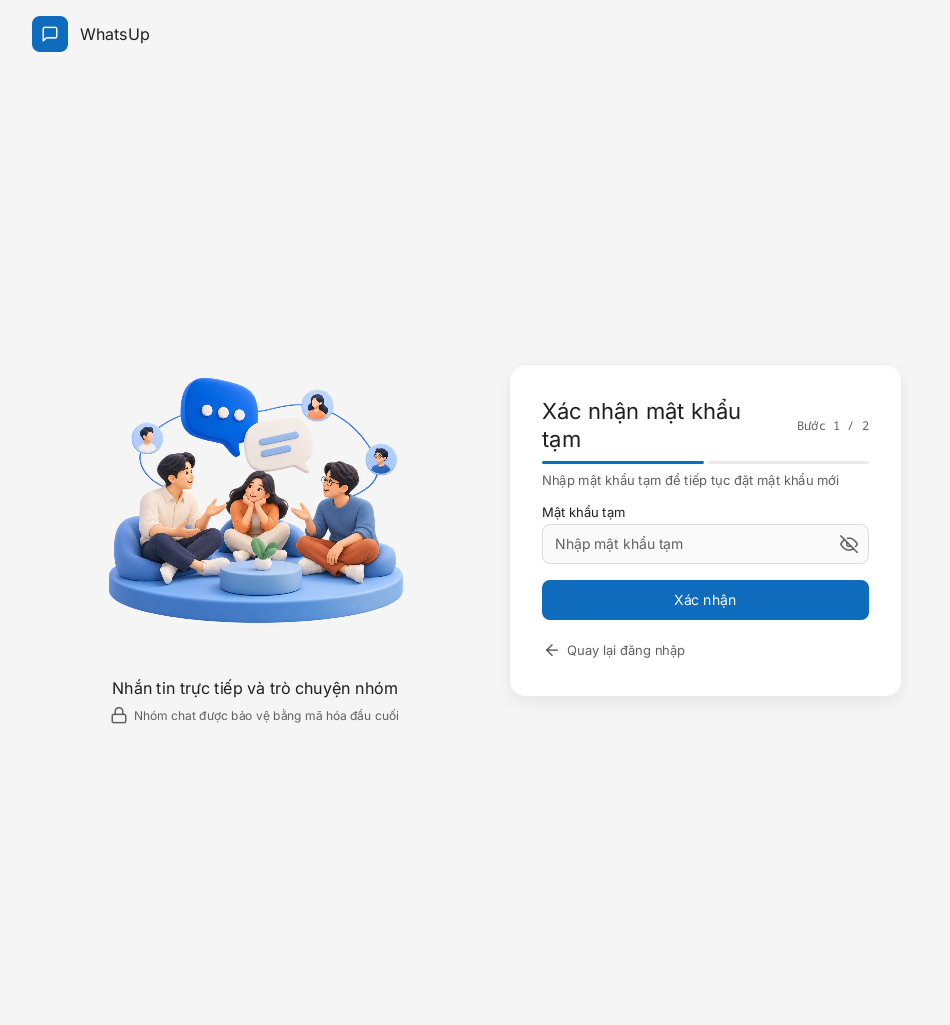 WhatsUp
Xác nhận mật khẩu
tạm
Bước 1 / 2
Nhập mật khẩu tạm để tiếp tục đặt mật khẩu mới
Mật khẩu tạm
Nhập mật khẩu tạm
Xác nhận
Quay lại đăng nhập
Nhắn tin trực tiếp và trò chuyện nhóm
Nhóm chat được bảo vệ bằng mã hóa đầu cuối